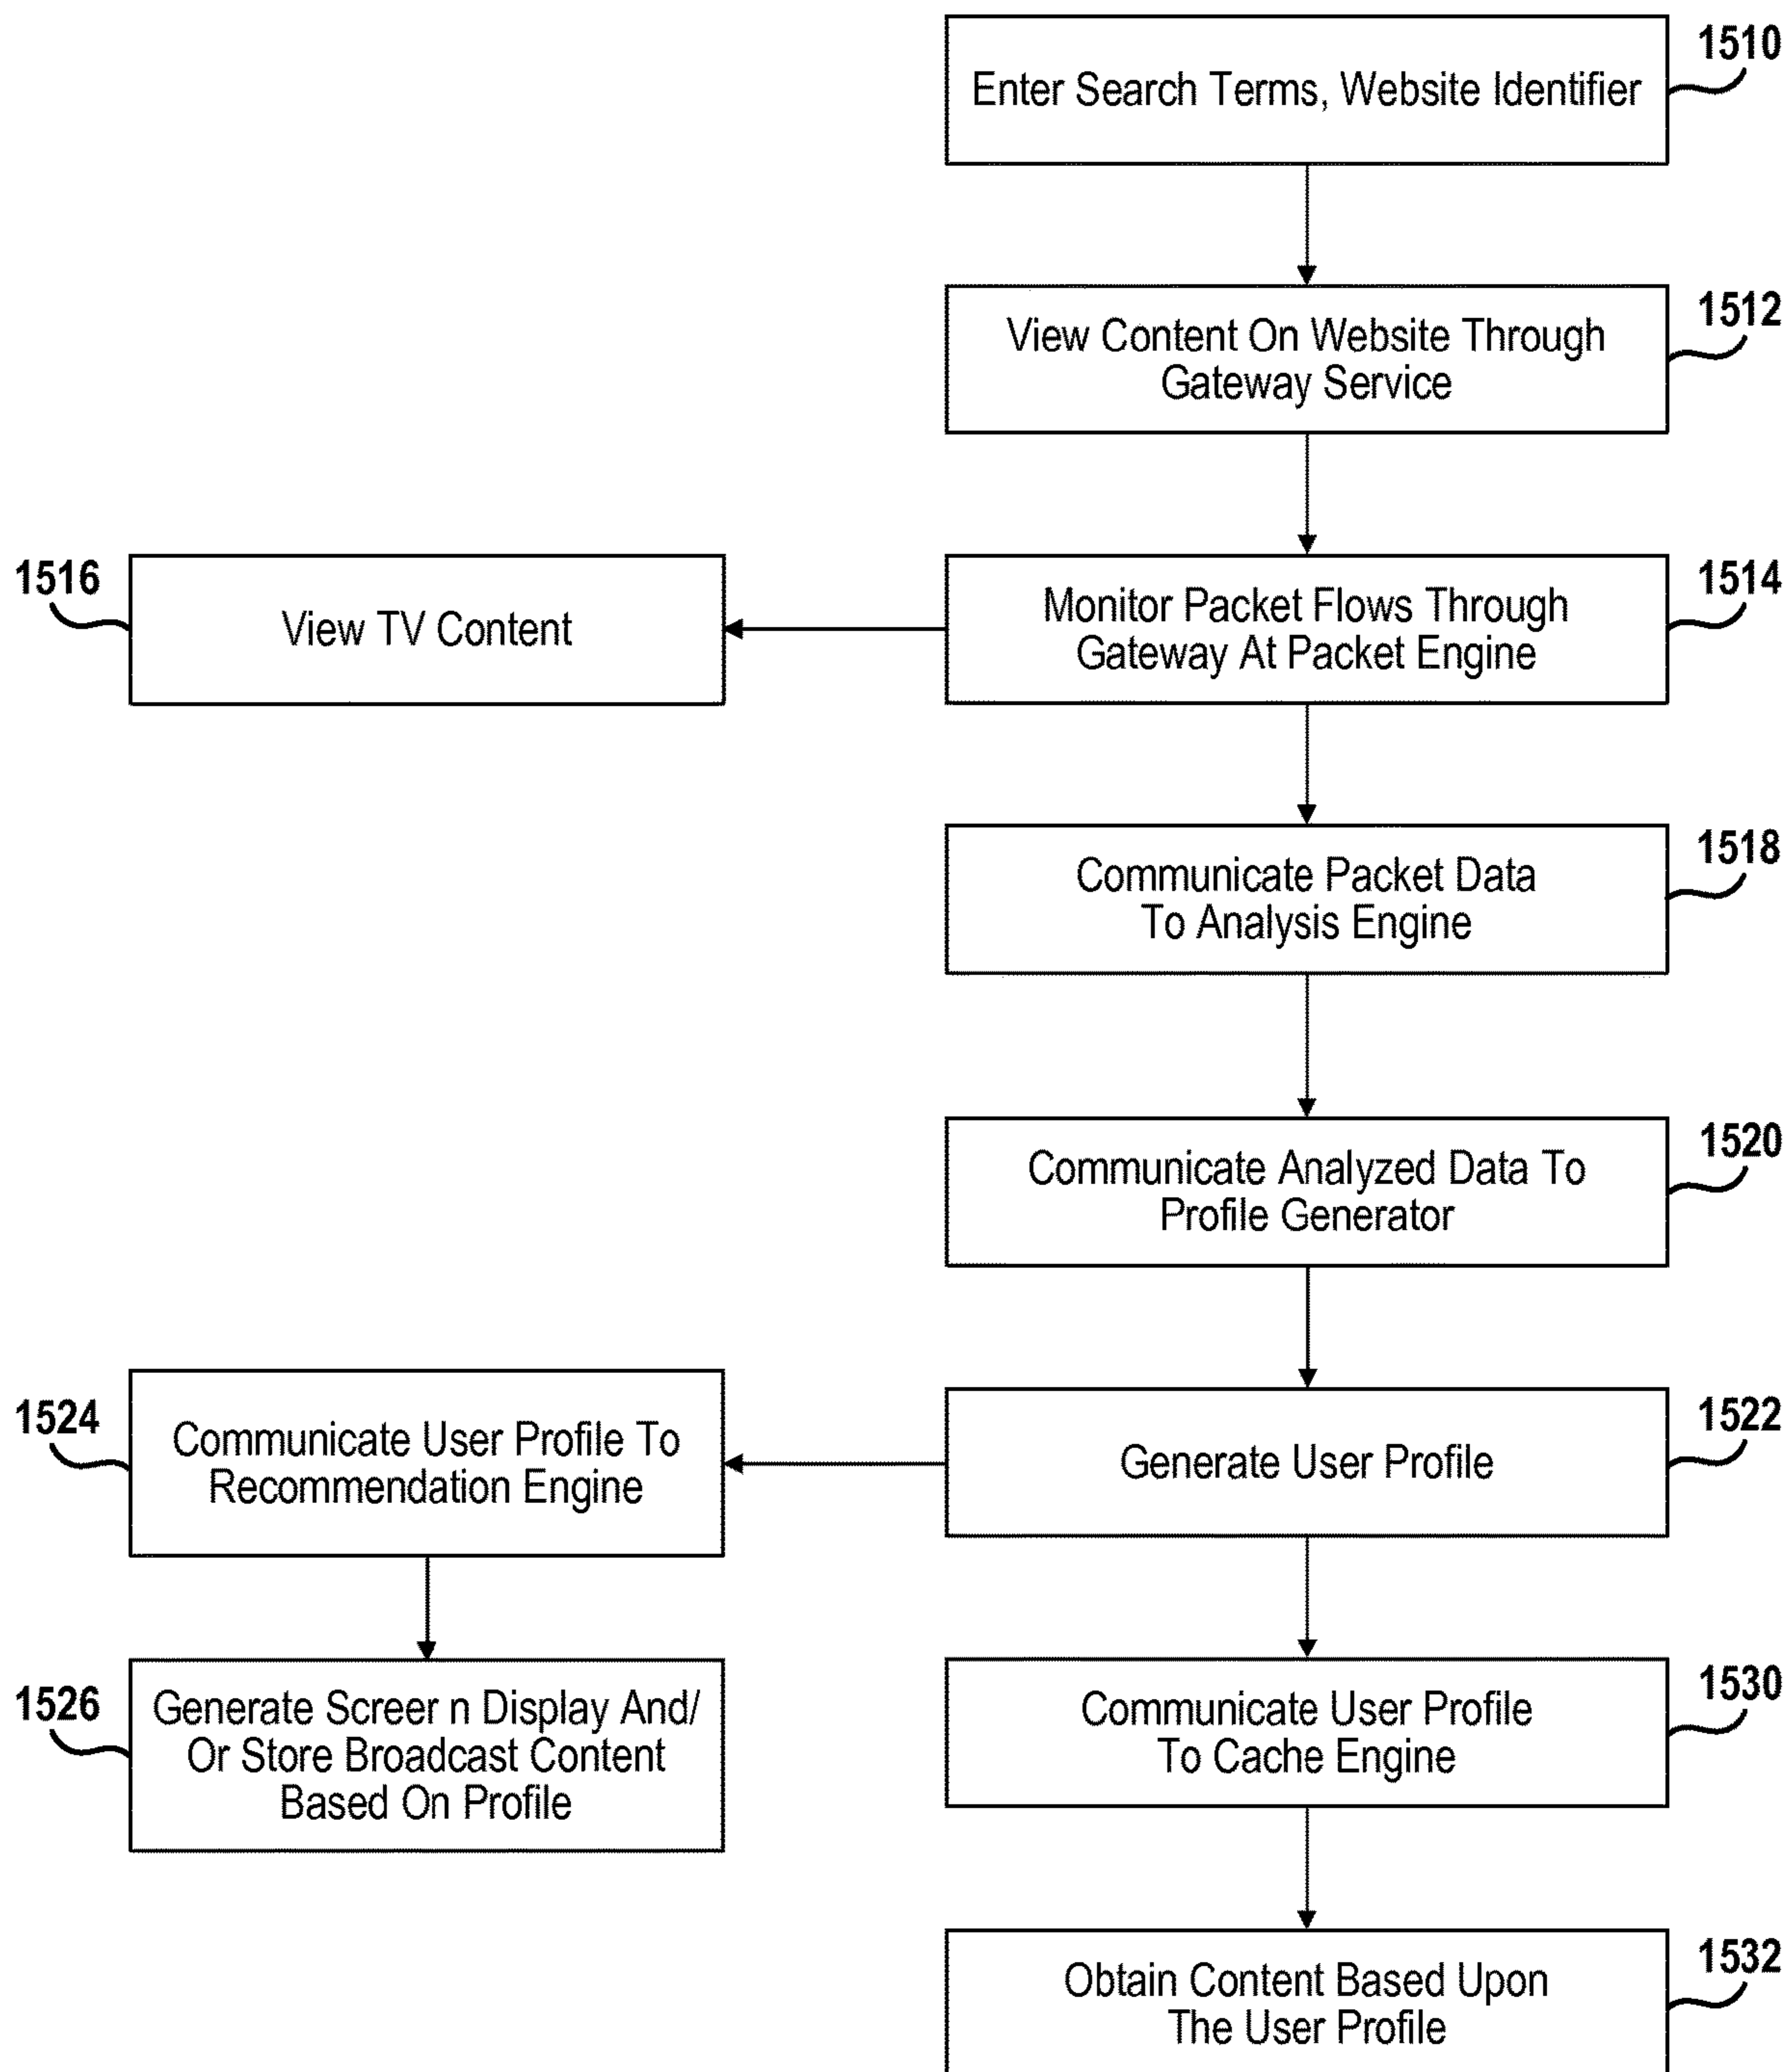 1510
Enter Search Terms, Website Identifier
1512
View Content On Website Through
Gateway Service
1514
Monitor Packet Flows Through
Gateway At Packet Engine
1516
View TV Content
1518
Communicate Packet Data
To Analysis Engine
1520
Communicate Analyzed Data To
Profile Generator
1522
Generate User Profile
1524
Communicate User Profile To
Recommendation Engine
1526
Generate Screer n Display And/
Or Store Broadcast Content
Based On Profile
1530
Communicate User Profile
To Cache Engine
1532
Obtain Content Based Upon
The User Profile